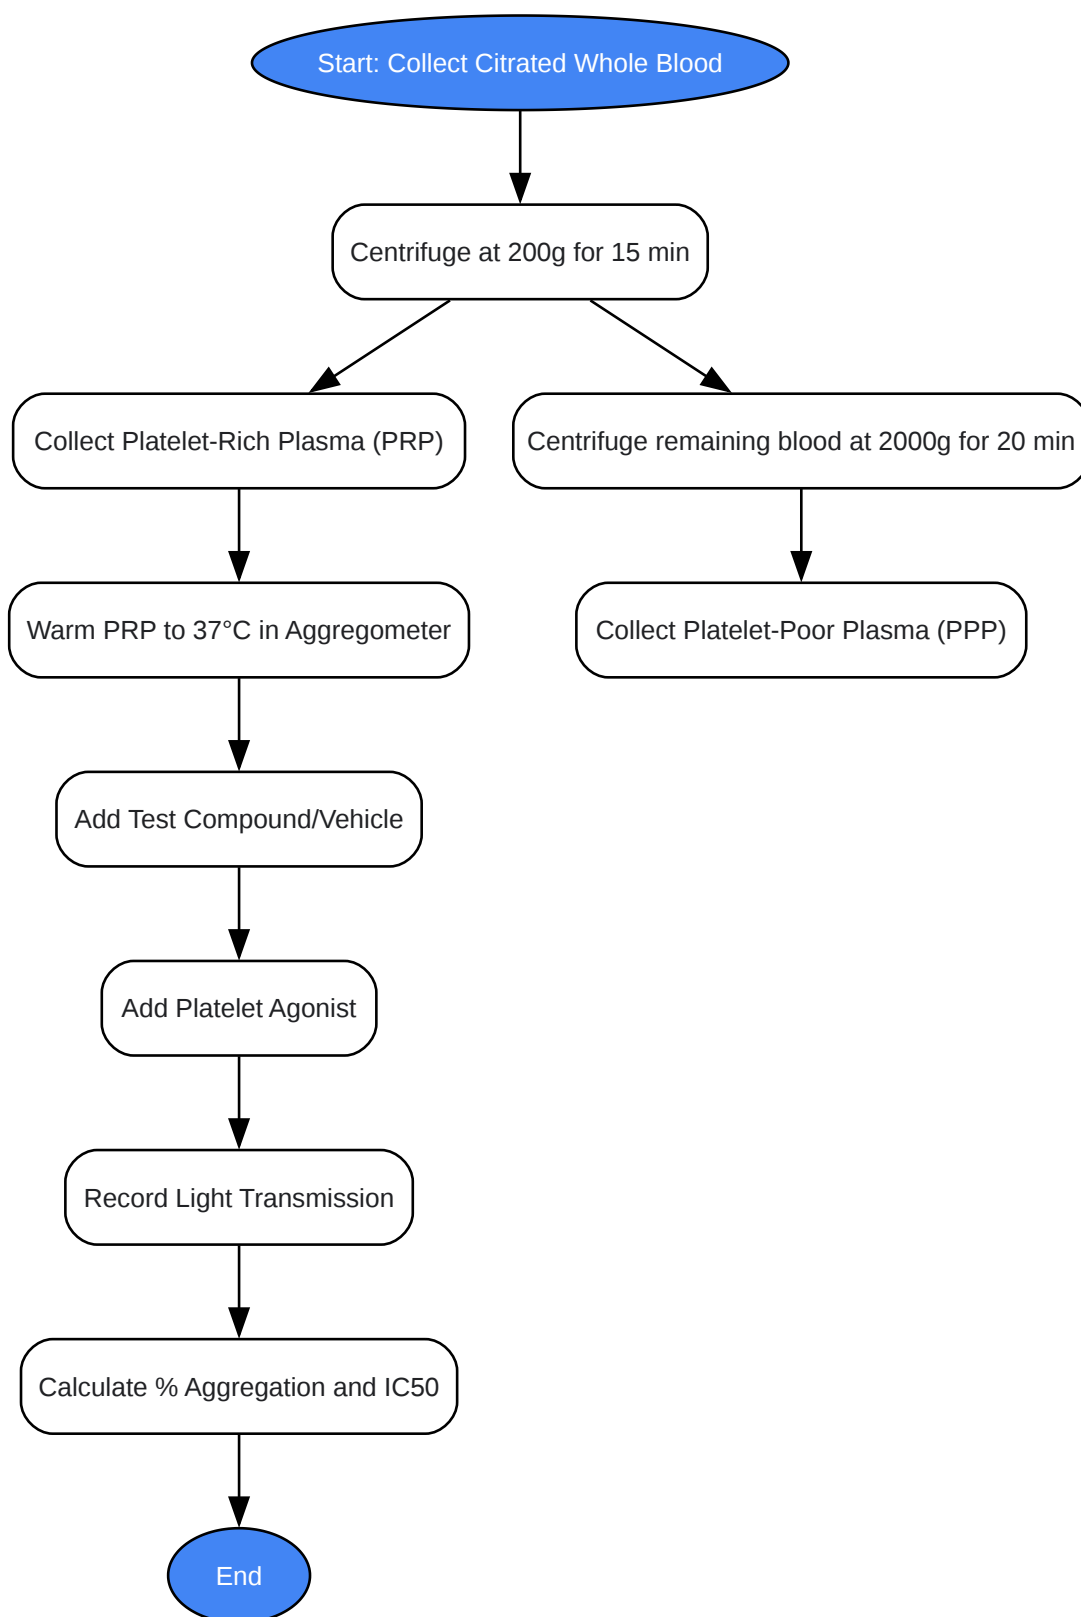 Start: Collect Citrated Whole Blood
Centrifuge at 200g for 15 min
Collect Platelet-Rich Plasma (PRP)
Centrifuge remaining blood at 2000g for 20 min
Warm PRP to 37°C in Aggregometer
Collect Platelet-Poor Plasma (PPP)
Add Test Compound/Vehicle
Add Platelet Agonist
Record Light Transmission
Calculate % Aggregation and IC50
End